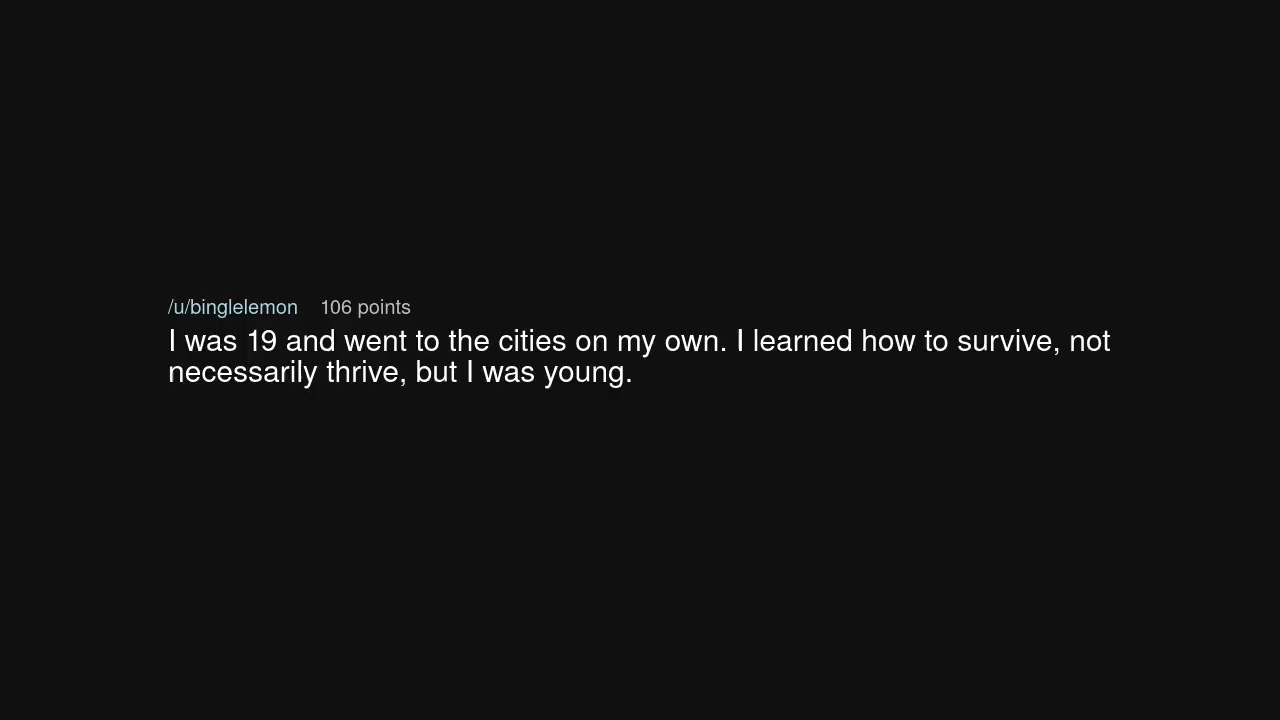 /u/binglelemon 106 points
I was 19 and went to the cities on my own. I learned how to survive, not
necessarily thrive, but I was young.